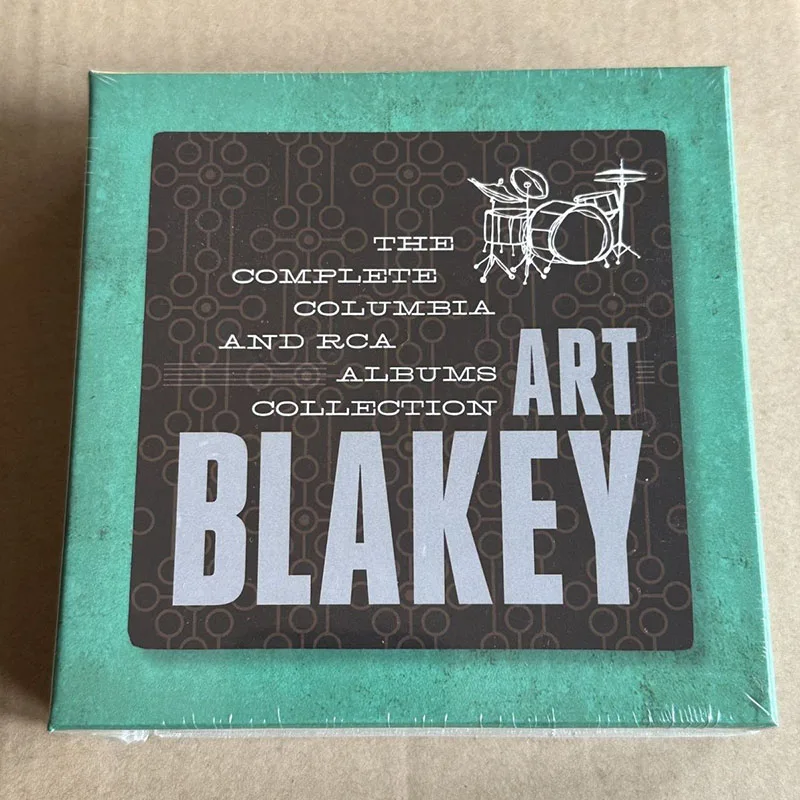 THE
COMPLETE
COLUMBIA
AND RCA
ALBUMS
COLLECTION
ART
BLAKEY